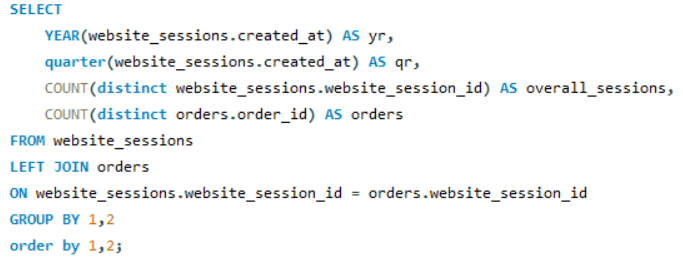 SELECT
YEAR(website_sessions.created_at) AS yr,
quarter(website_sessions.created_at) AS qr,
COUNT(distinct website_sessions.website_session_id) AS overall_sessions,
COUNT(distinct orders.order_id) AS orders
FROM website_sessions
LEFT JOIN orders
ON website_sessions.website_session_id = orders.website_session_id
GROUP BY 1,2
order by 1,2;